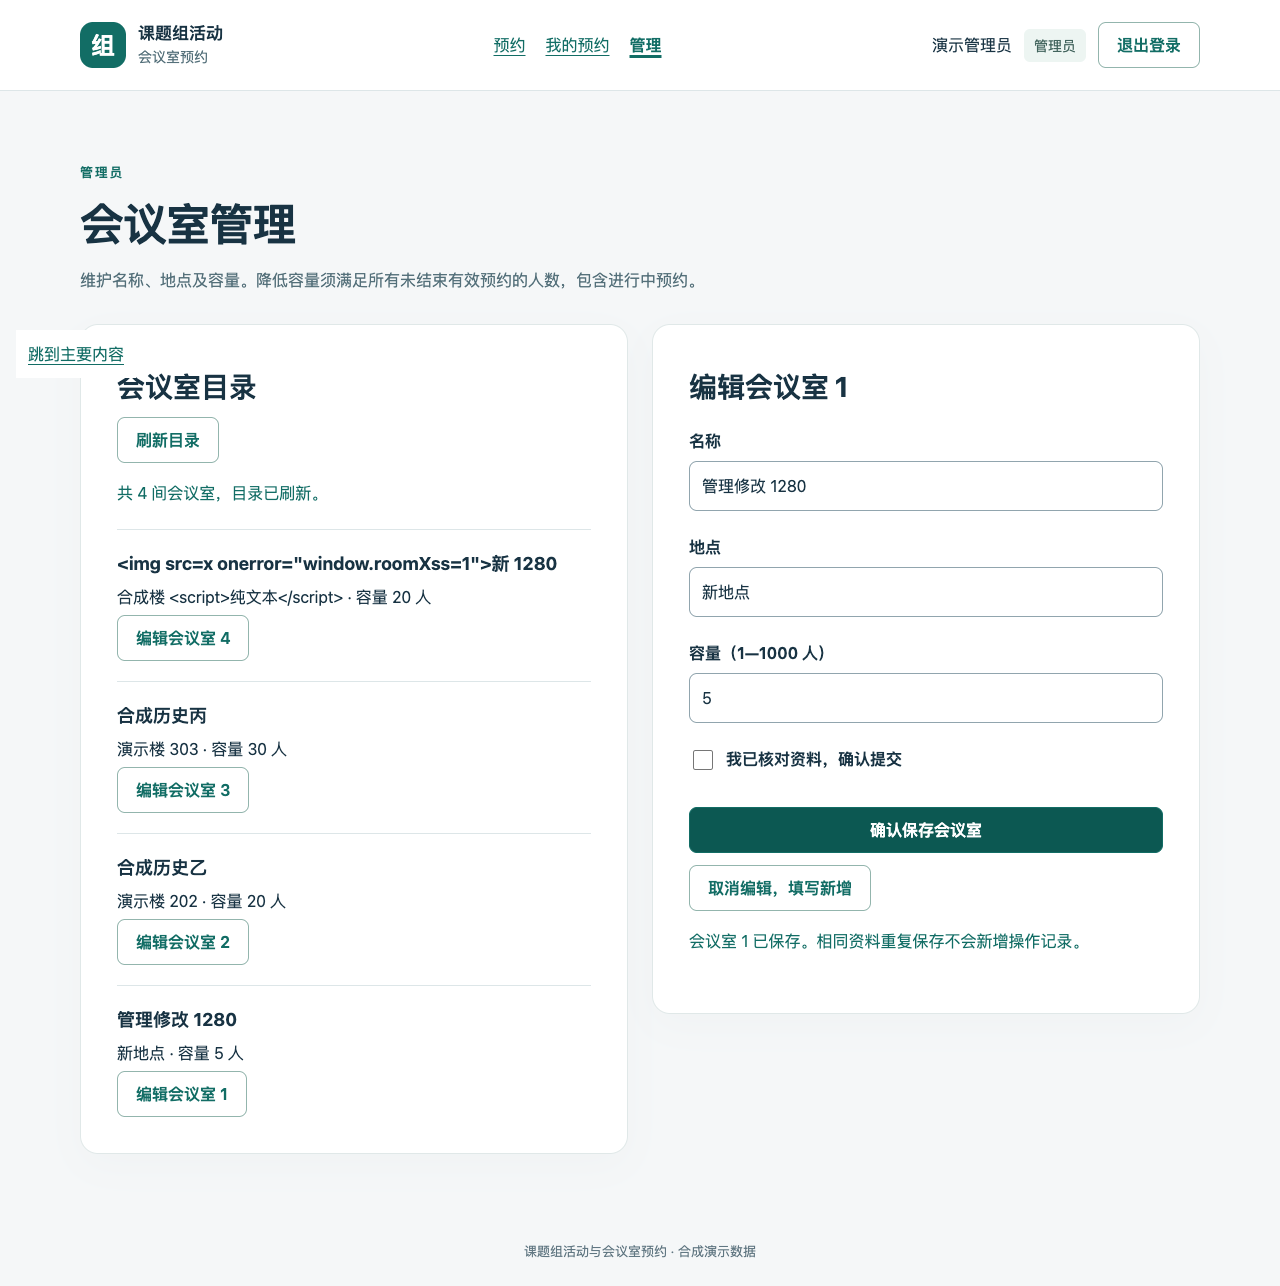 组
课题组活动
会议室预约
预约 我的预约 管理
演示管理员 管理员 退出登录
管理员
会议室管理
维护名称、地点及容量。降低容量须满足所有未结束有效预约的人数，包含进行中预约。
跳到主要内容
会议室目录
刷新目录
共 4 间会议室，目录已刷新。
<img src=x onerror="window.roomXss=1">新 1280
合成楼 <script>纯文本</script> · 容量 20 人
编辑会议室 4
合成历史丙
演示楼 303 · 容量 30 人
编辑会议室 3
合成历史乙
演示楼 202 · 容量 20 人
编辑会议室 2
管理修改 1280
新地点 · 容量 5 人
编辑会议室 1
编辑会议室 1
名称
管理修改 1280
地点
新地点
容量（1—1000 人）
5
我已核对资料，确认提交
确认保存会议室
取消编辑，填写新增
会议室 1 已保存。相同资料重复保存不会新增操作记录。
课题组活动与会议室预约 · 合成演示数据